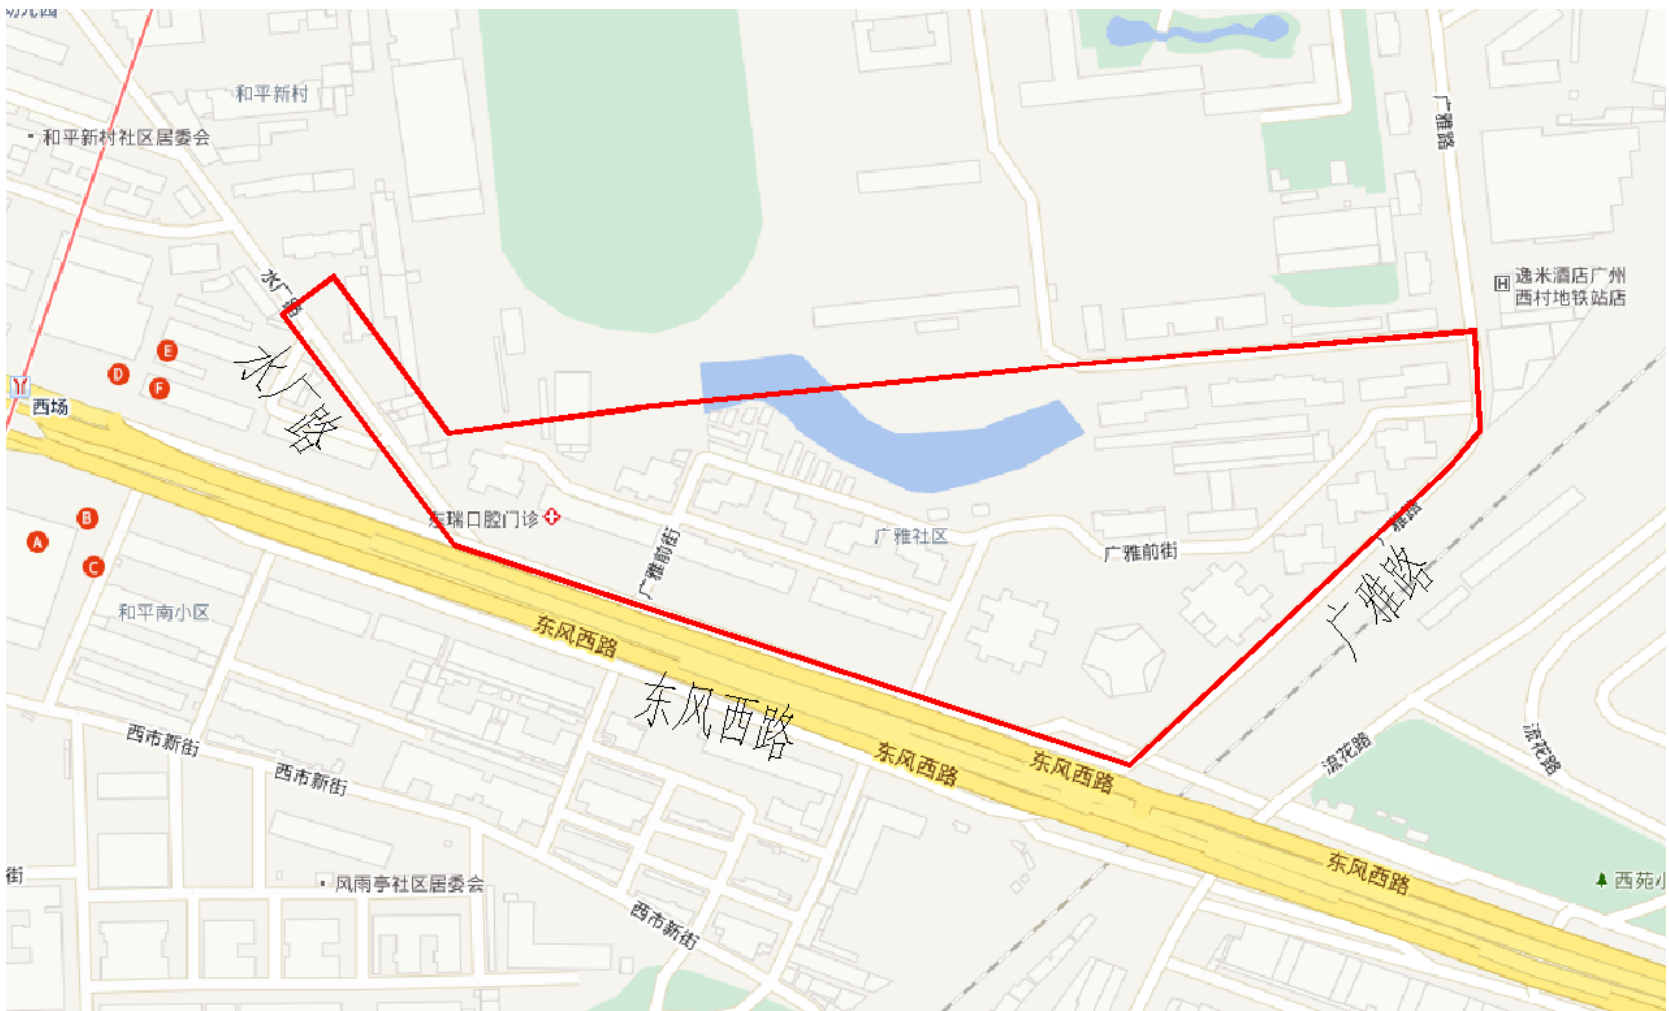 和平新村
和平新村社区居委会
广雅路
水广路
逸米酒店广州
西村地铁站店
E
D
F
水广路
西场
广雅路
B
A
C
瑞口腔门诊
广雅社区
广雅前街
广雅前街
广雅路
和平南小区
东风西路
东风西路
西市新街
流花路
流花路
东风西路
东风西路
西市新街
东风西路
街
风雨亭社区居委会
西苑
西市新街